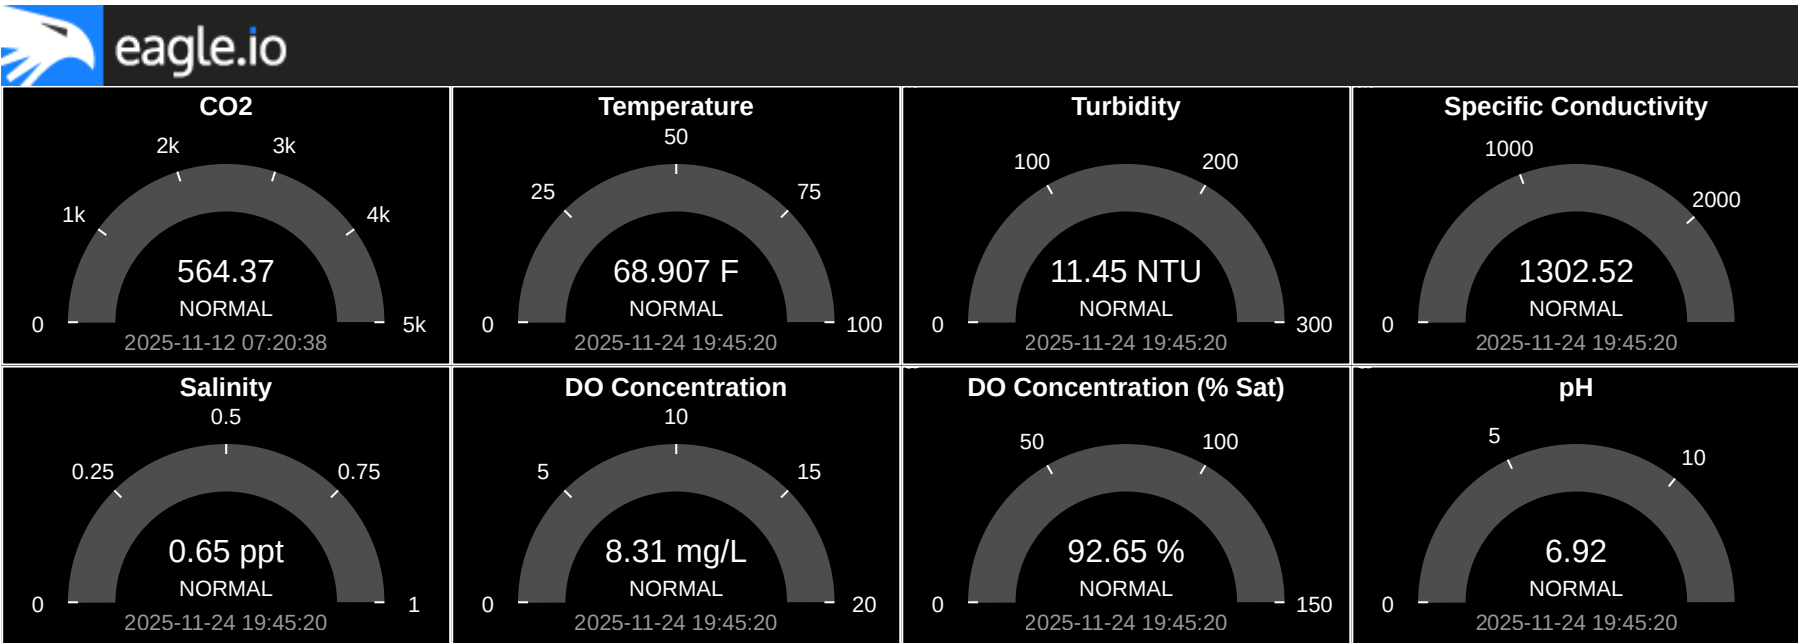 eagle.io
CO2
2k
3k
1k
4k
564.37
NORMAL
0
5k
2025-11-12 07:20:38
Temperature
50
25
75
68.907 F
NORMAL
0
100
2025-11-24 19:45:20
Turbidity
100
200
11.45 NTU
NORMAL
0
300
2025-11-24 19:45:20
Specific Conductivity
1000
2000
1302.52
NORMAL
0
2025-11-24 19:45:20
Salinity
0.5
0.25
0.75
0.65 ppt
NORMAL
0
1
2025-11-24 19:45:20
DO Concentration
10
5
15
8.31 mg/L
NORMAL
0
20
2025-11-24 19:45:20
DO Concentration (% Sat)
50
100
92.65 %
NORMAL
0
150
2025-11-24 19:45:20
pH
5
10
6.92
NORMAL
0
2025-11-24 19:45:20